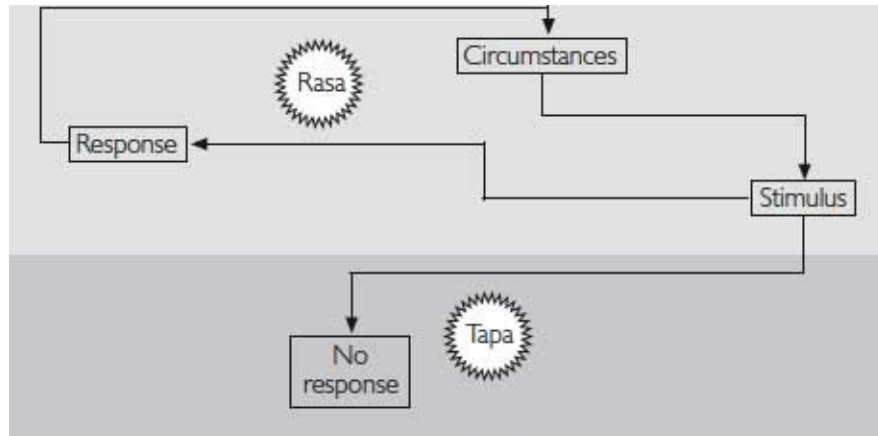 Circumstances
Rasa
Response
Stimulus
Tapa
No
response